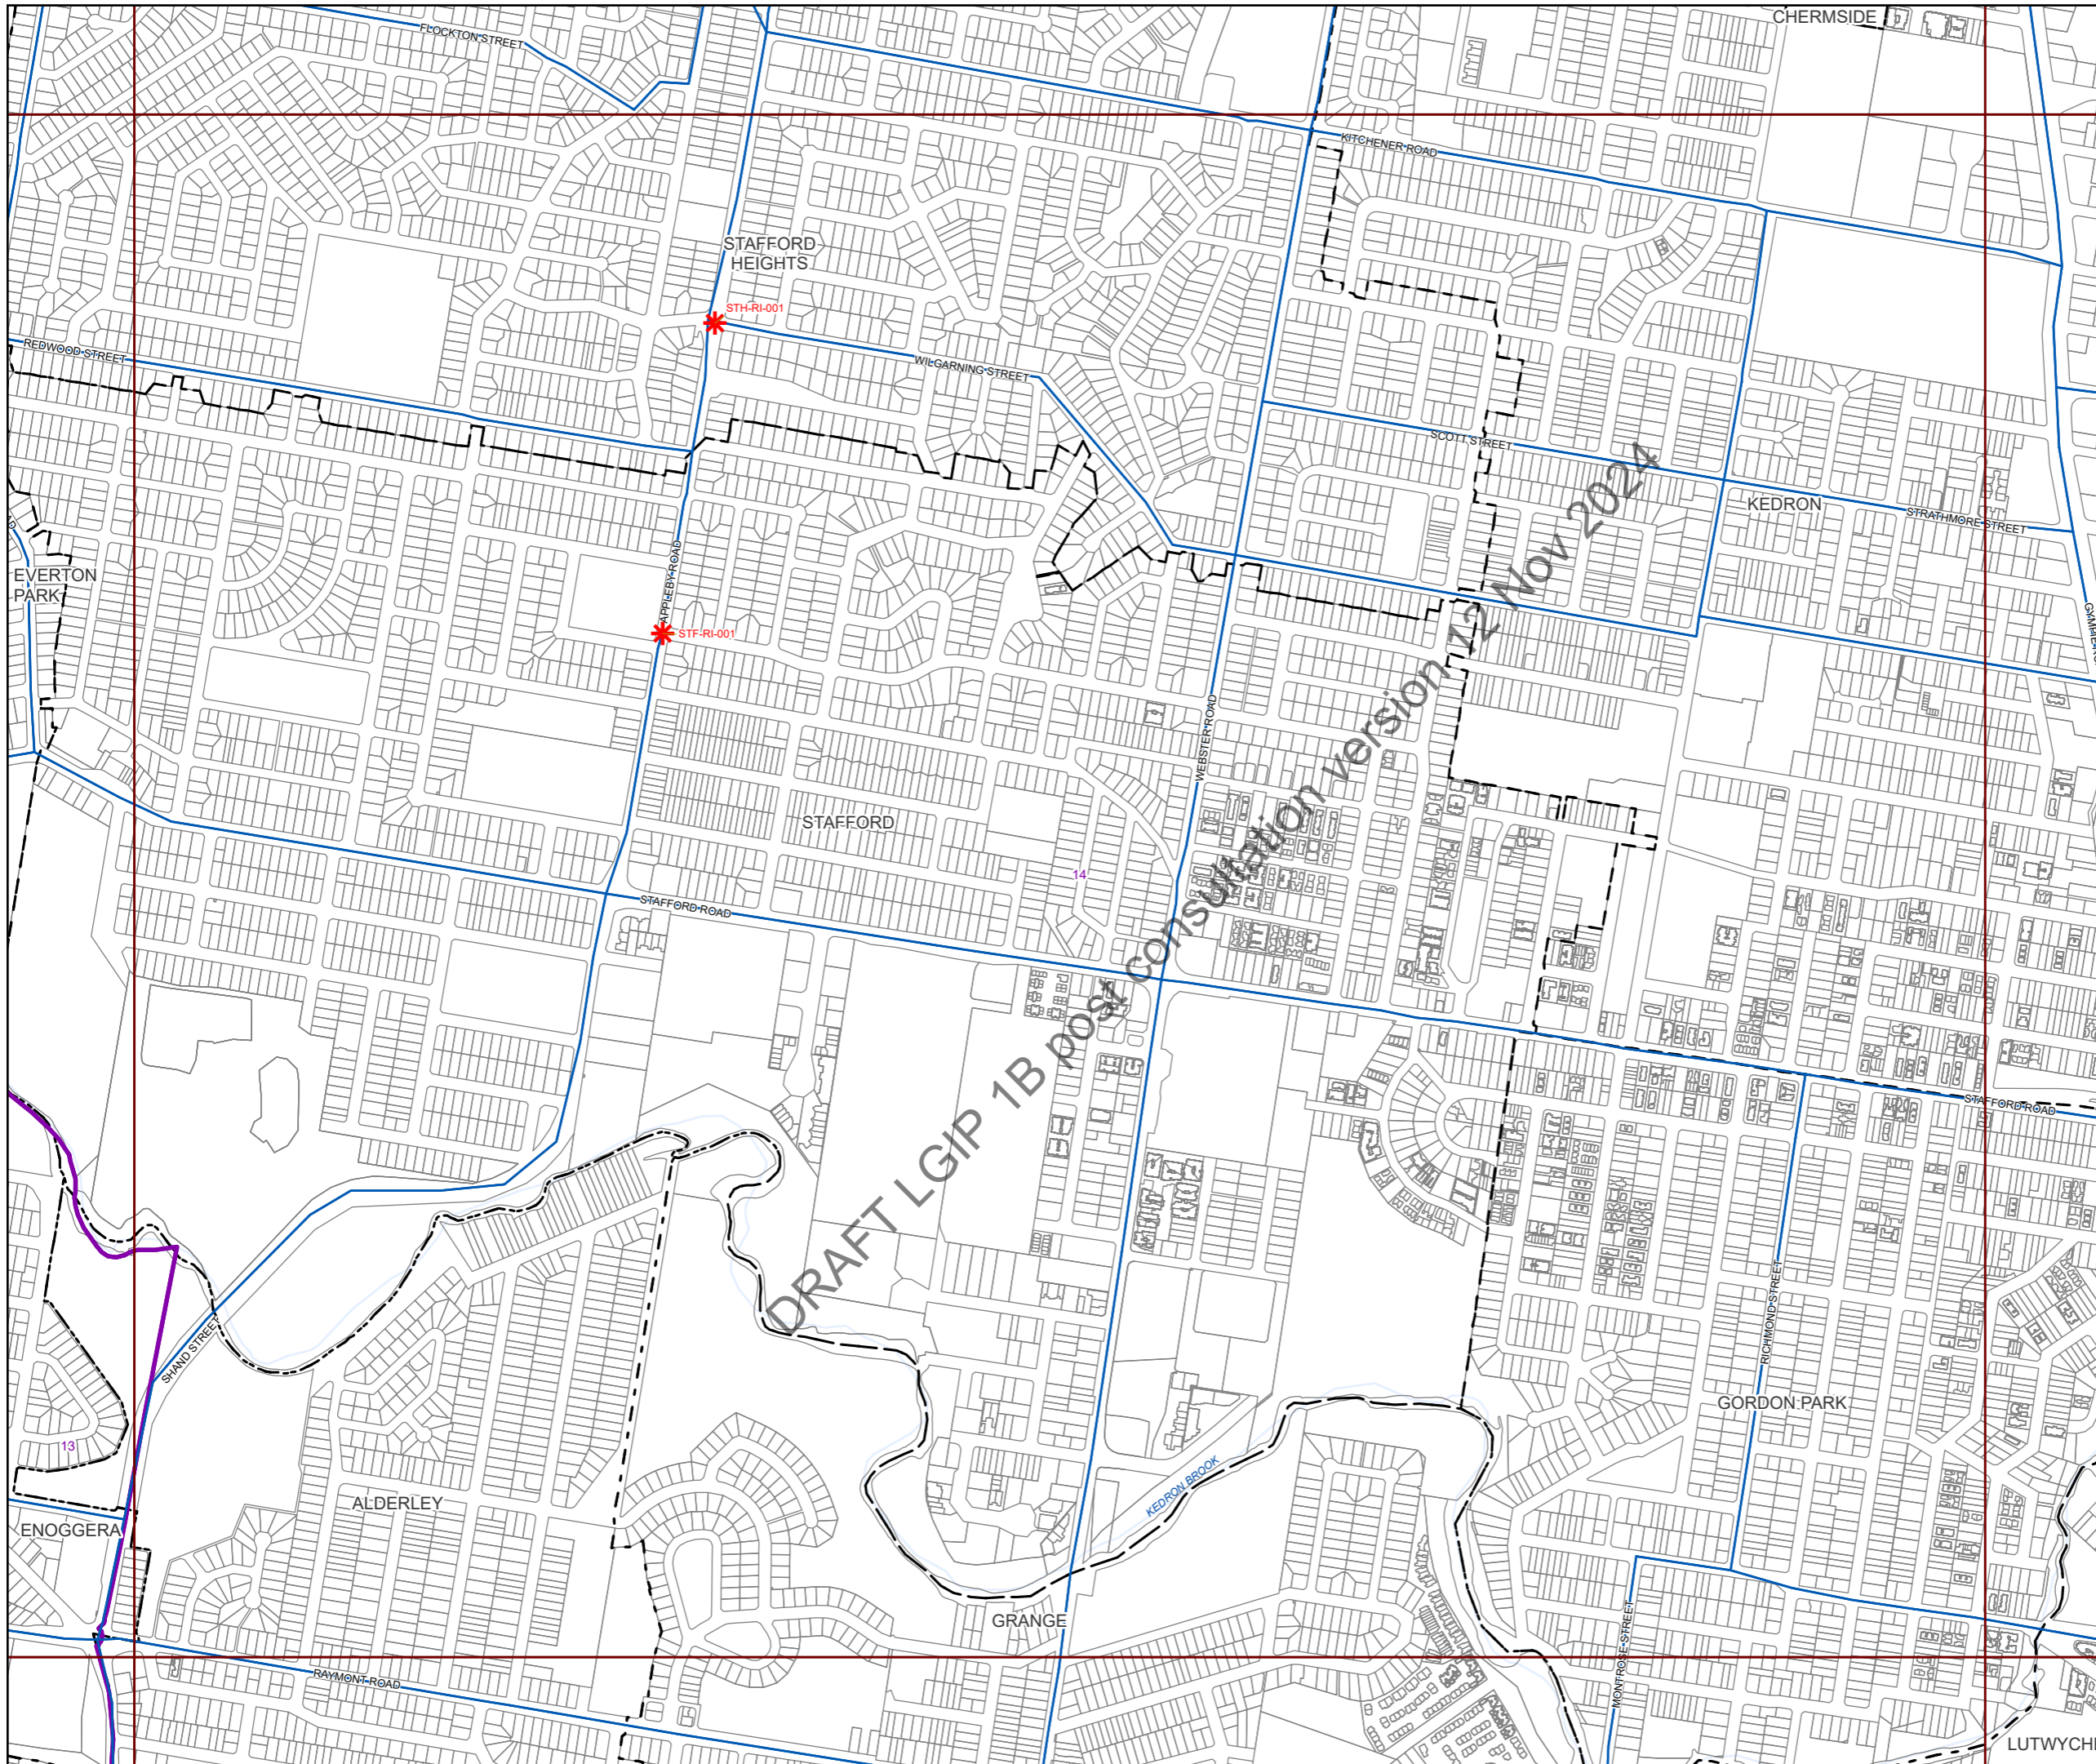 CHERMSIDE
FLOCKTON STREET
KITCHENER ROAD
STAFFORD
HEIGHTS
STH-RI-001
REDWOOD STREET
WILGARNING STREET
SCOTT STREET
KEDRON
STRATHMORE STREET
EVERTON
PARK
APPLEBY ROAD
STF-RI-001
WEBSTER ROAD
STAFFORD
14
STAFFORD ROAD
DRAFT LGIP 1B post consultation version 12 Nov 2024
STAFFORD ROAD
RICHMOND STREET
SHAND STREET
GORDON PARK
13
KEDRON BROOK
ALDERLEY
ENOGGERA
GRANGE
MONTROSE STREET
RAYMONT ROAD
LUTWYCH